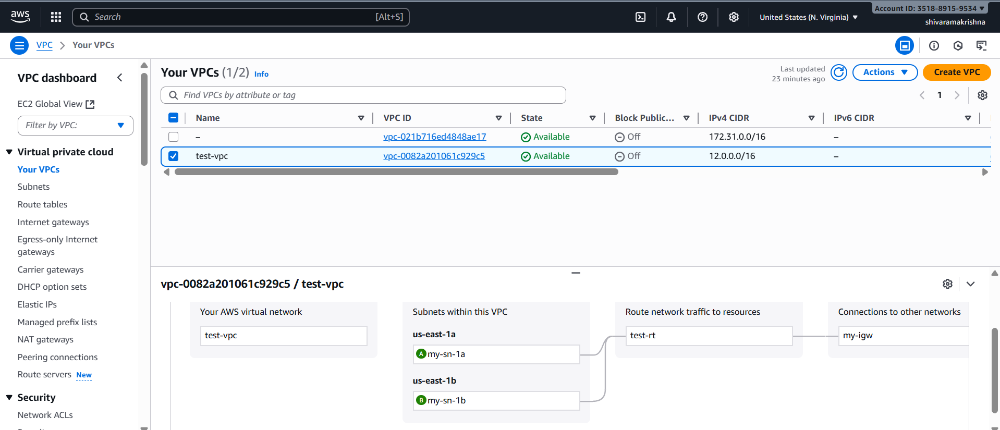 aws
Search [Alt+S]
United States (N. Virginia)
Account ID: 3518-8915-9534
shivaramakrishna
VPC
Your VPCs
VPC dashboard
EC2 Global View
Filter by VPC:
Virtual private cloud
Your VPCs
Subnets
Route tables
Internet gateways
Egress-only Internet
gateways
Carrier gateways
DHCP option sets
Elastic IPs
Managed prefix lists
NAT gateways
Peering connections
Route servers New
Security
Network ACLs
Your VPCs (1/2) Info
Last updated
23 minutes ago
Actions
Create VPC
Find VPCs by attribute or tag
1
Name VPC ID State Block Public... IPv4 CIDR IPv6 CIDR
– vpc-021b716ed4848ae17 Available Off 172.31.0.0/16 –
test-vpc vpc-0082a201061c929c5 Available Off 12.0.0.0/16 –
vpc-0082a201061c929c5 / test-vpc
Your AWS virtual network
test-vpc
Subnets within this VPC
us-east-1a
A my-sn-1a
us-east-1b
B my-sn-1b
Route network traffic to resources
test-rt
Connections to other networks
my-igw